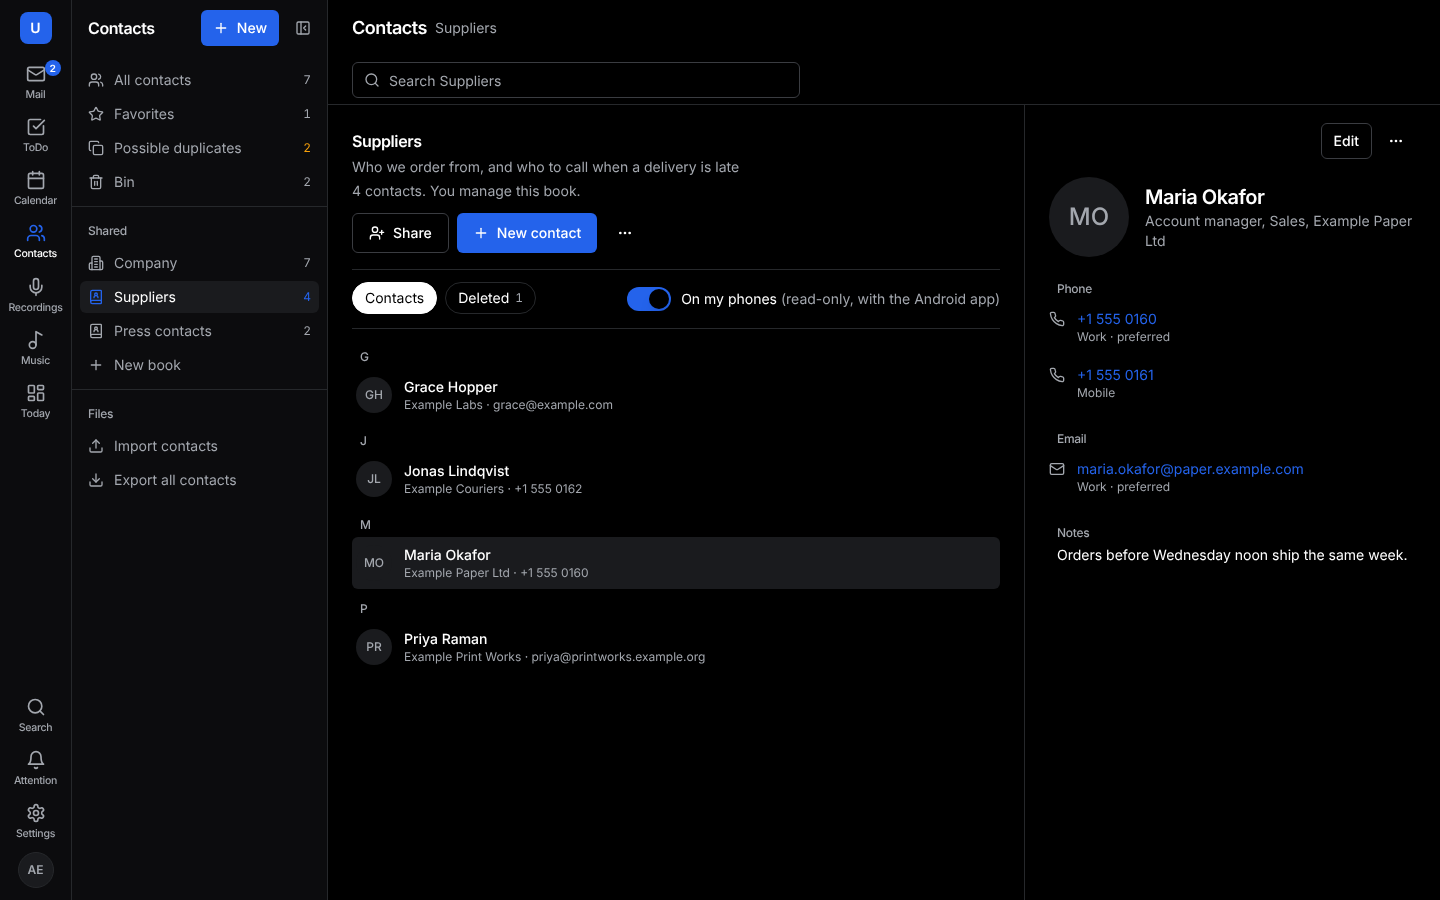 U
2
Mail
ToDo
Calendar
Contacts
Recordings
Music
Today
Search
Attention
Settings
AE
Contacts
New
All contacts 7
Favorites 1
Possible duplicates 2
Bin 2
Shared
Company 7
Suppliers 4
Press contacts 2
New book
Files
Import contacts
Export all contacts
Contacts Suppliers
Search Suppliers
Suppliers
Who we order from, and who to call when a delivery is late
4 contacts. You manage this book.
Share
New contact
Contacts
Deleted 1
On my phones (read-only, with the Android app)
G
GH
Grace Hopper
Example Labs · grace@example.com
J
JL
Jonas Lindqvist
Example Couriers · +1 555 0162
M
MO
Maria Okafor
Example Paper Ltd · +1 555 0160
P
PR
Priya Raman
Example Print Works · priya@printworks.example.org
Edit
MO
Maria Okafor
Account manager, Sales, Example Paper
Ltd
Phone
+1 555 0160
Work · preferred
+1 555 0161
Mobile
Email
maria.okafor@paper.example.com
Work · preferred
Notes
Orders before Wednesday noon ship the same week.